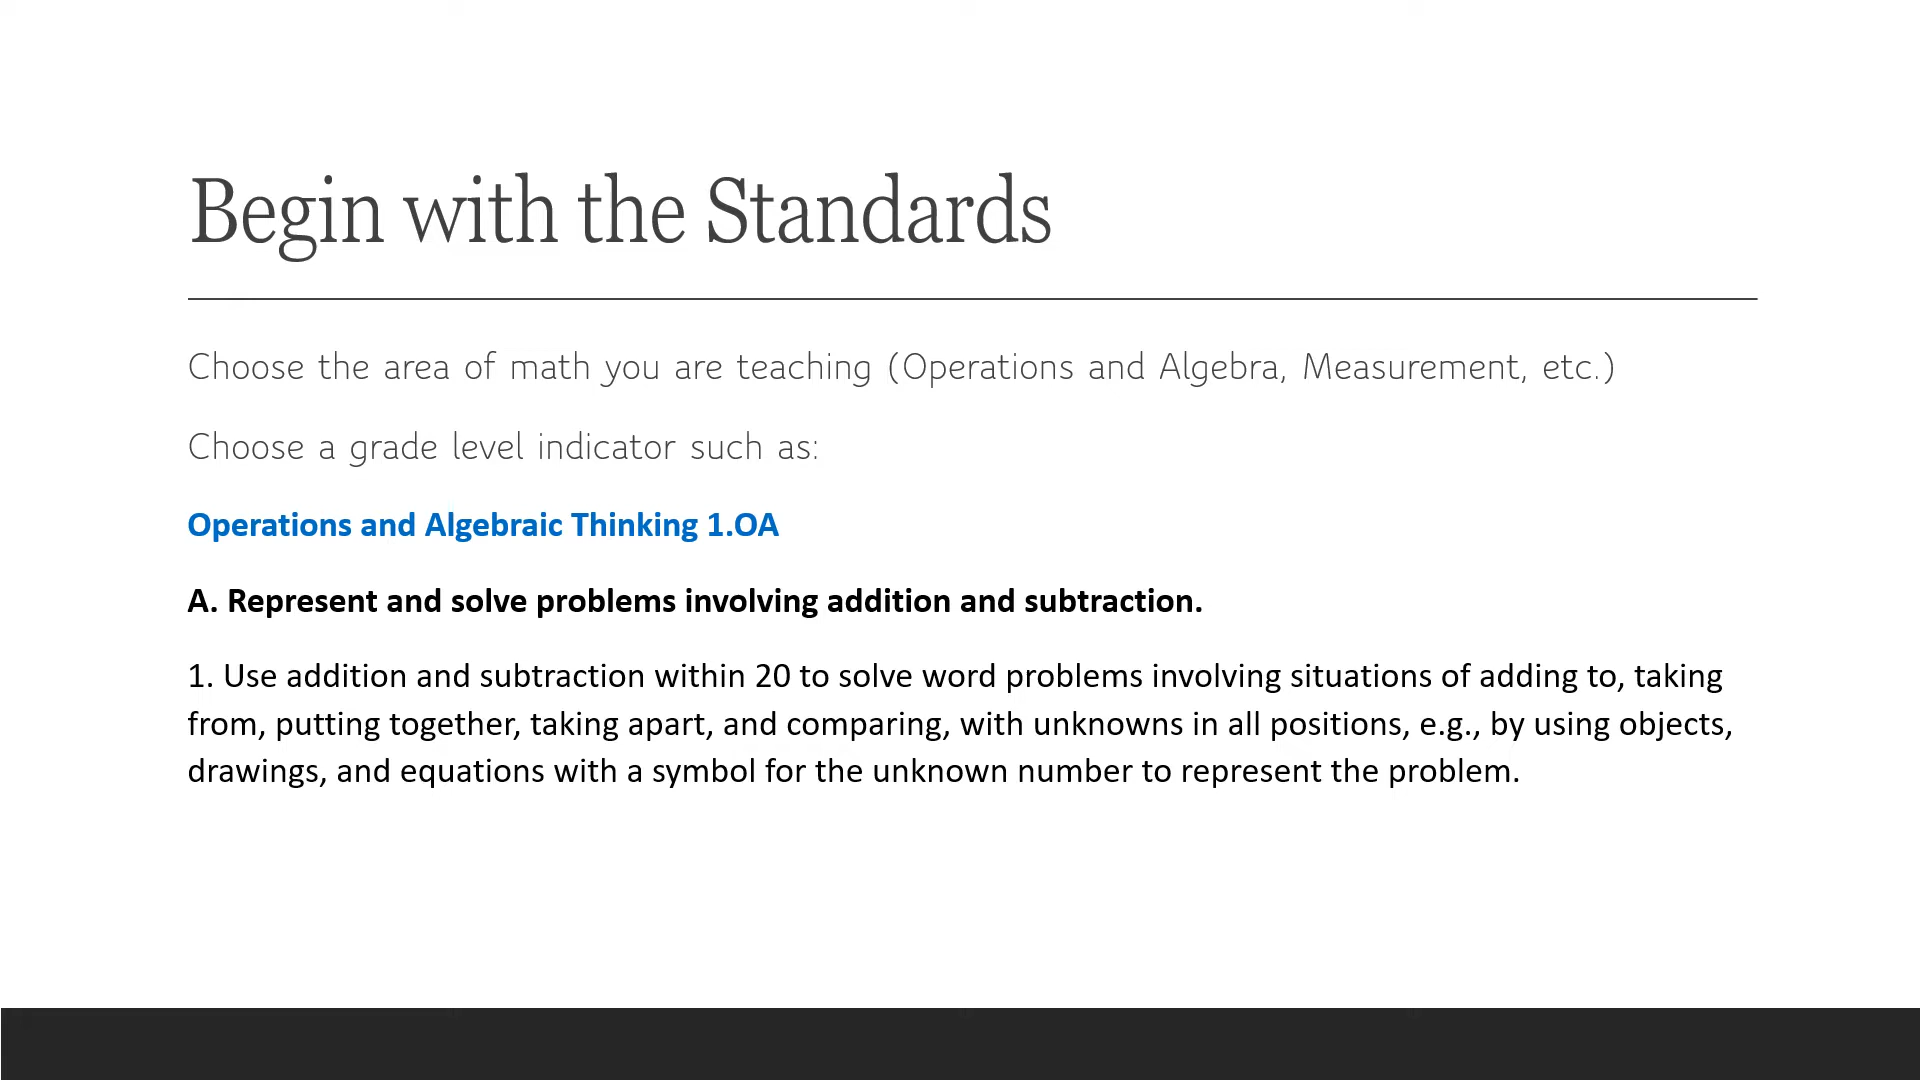 Begin with the Standards
Choose the area of math you are teaching (Operations and Algebra, Measurement, etc.)
Choose a grade level indicator such as:
Operations and Algebraic Thinking 1.OA
A. Represent and solve problems involving addition and subtraction.
1. Use addition and subtraction within 20 to solve word problems involving situations of adding to, taking
from, putting together, taking apart, and comparing, with unknowns in all positions, e.g., by using objects,
drawings, and equations with a symbol for the unknown number to represent the problem.